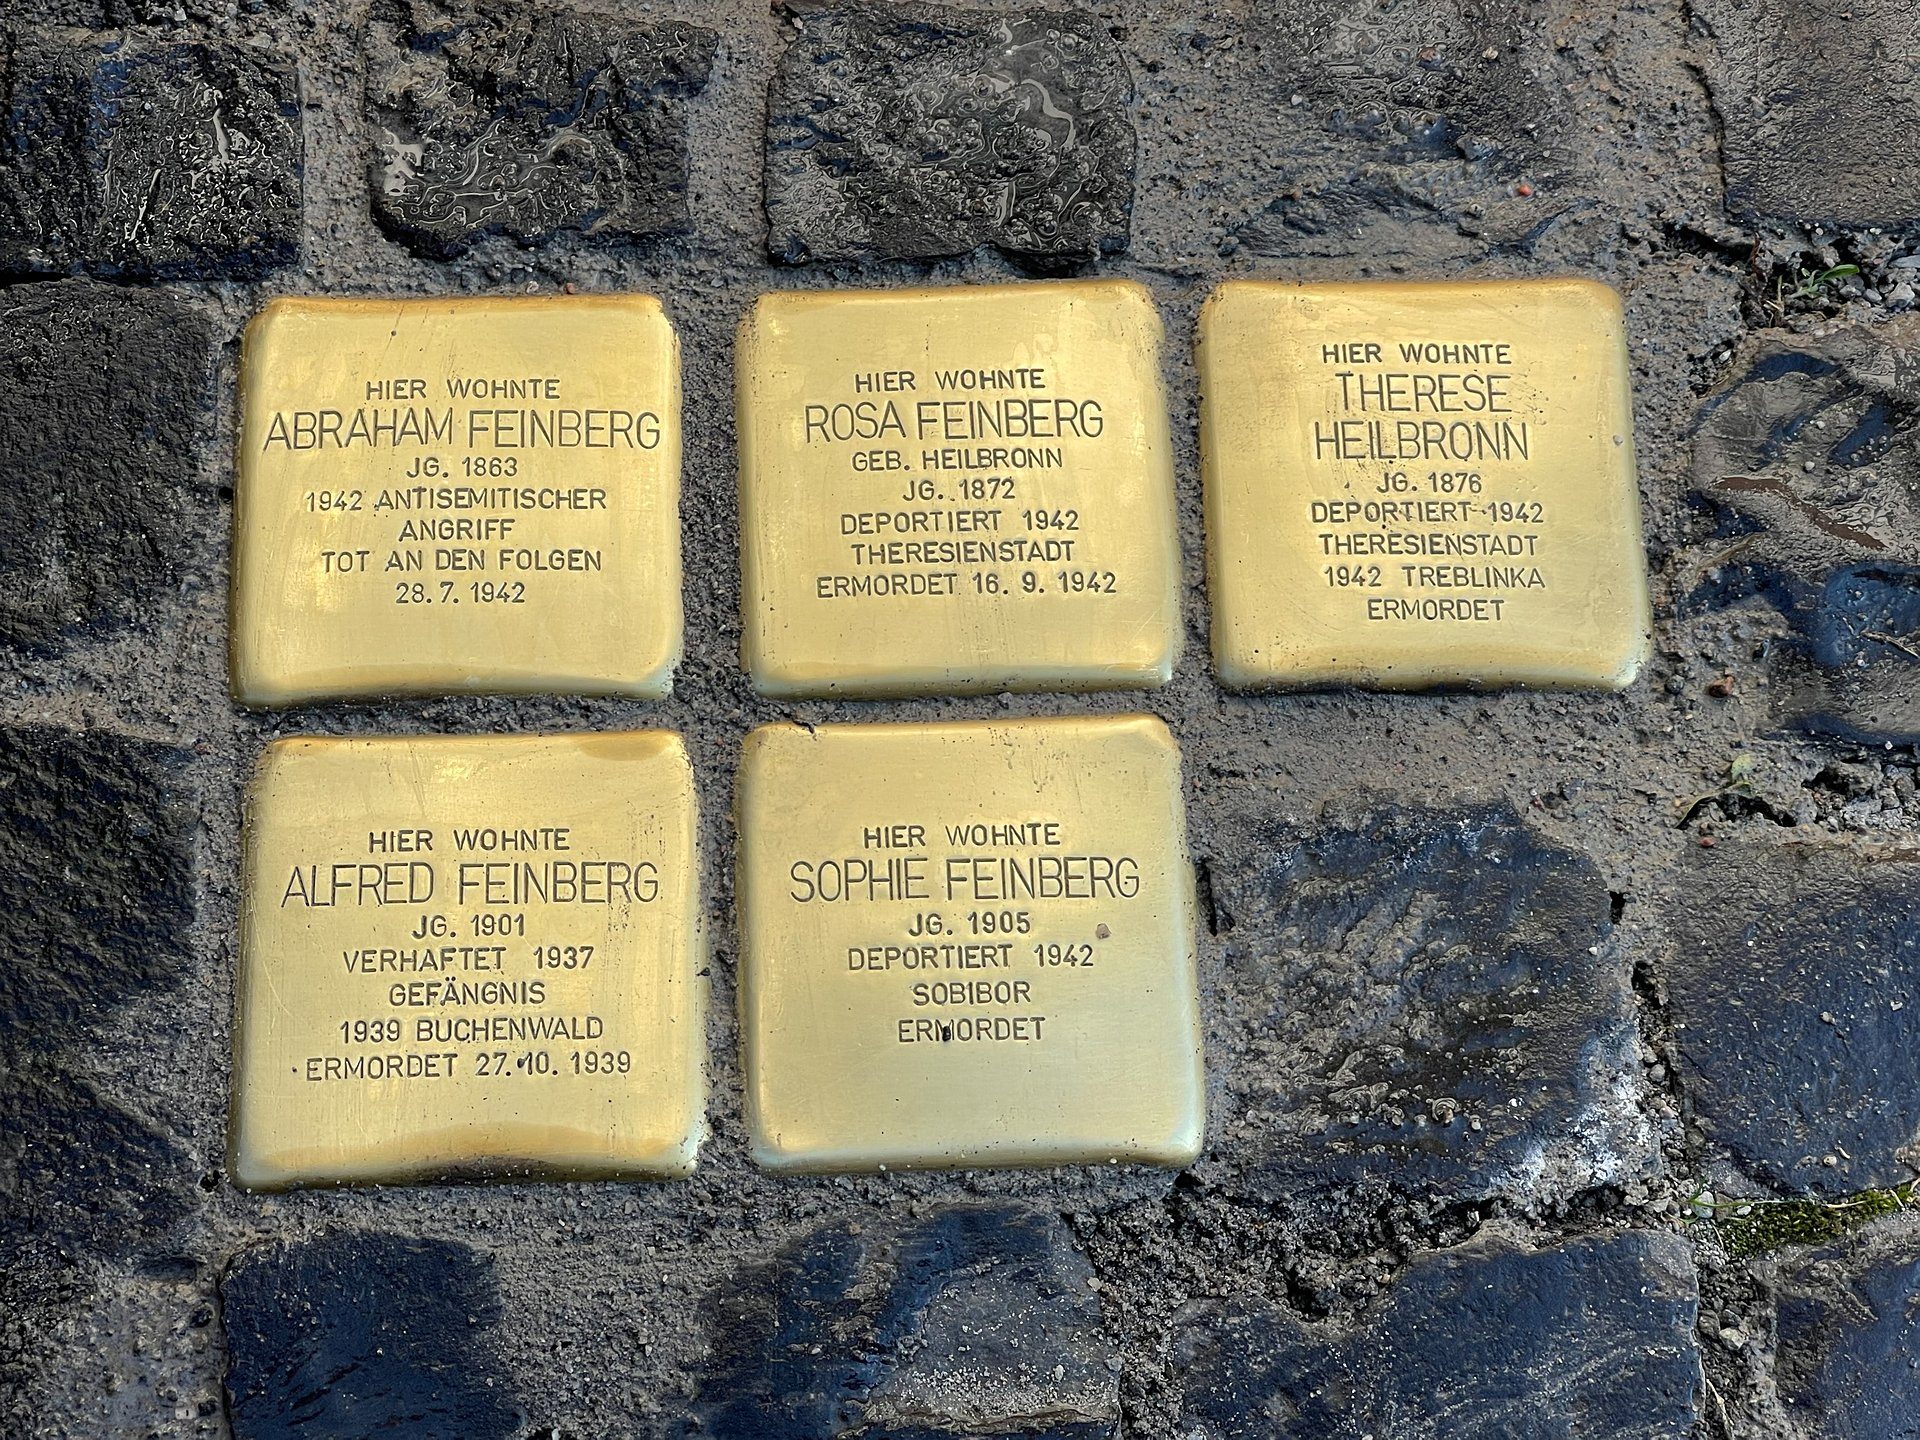 HIER WOHNTE
ABRAHAM FEINBERG
JG. 1863
1942 ANTISEMITISCHER
ANGRIFF
TOT AN DEN FOLGEN
28.7.1942
HIER WOHNTE
ROSA FEINBERG
GEB. HEILBRONN
JG. 1872
DEPORTIERT 1942
THERESIENSTADT
ERMORDET 16.9.1942
HIER WOHNTE
THERESE
HEILBRONN
JG. 1876
DEPORTIERT 1942
THERESIENSTADT
1942 TREBLINKA
ERMORDET
HIER WOHNTE
ALFRED FEINBERG
JG. 1901
VERHAFTET 1937
GEFÄNGNIS
1939 BUCHENWALD
ERMORDET 27.10.1939
HIER WOHNTE
SOPHIE FEINBERG
JG. 1905
DEPORTIERT 1942
SOBIBOR
ERMORDET